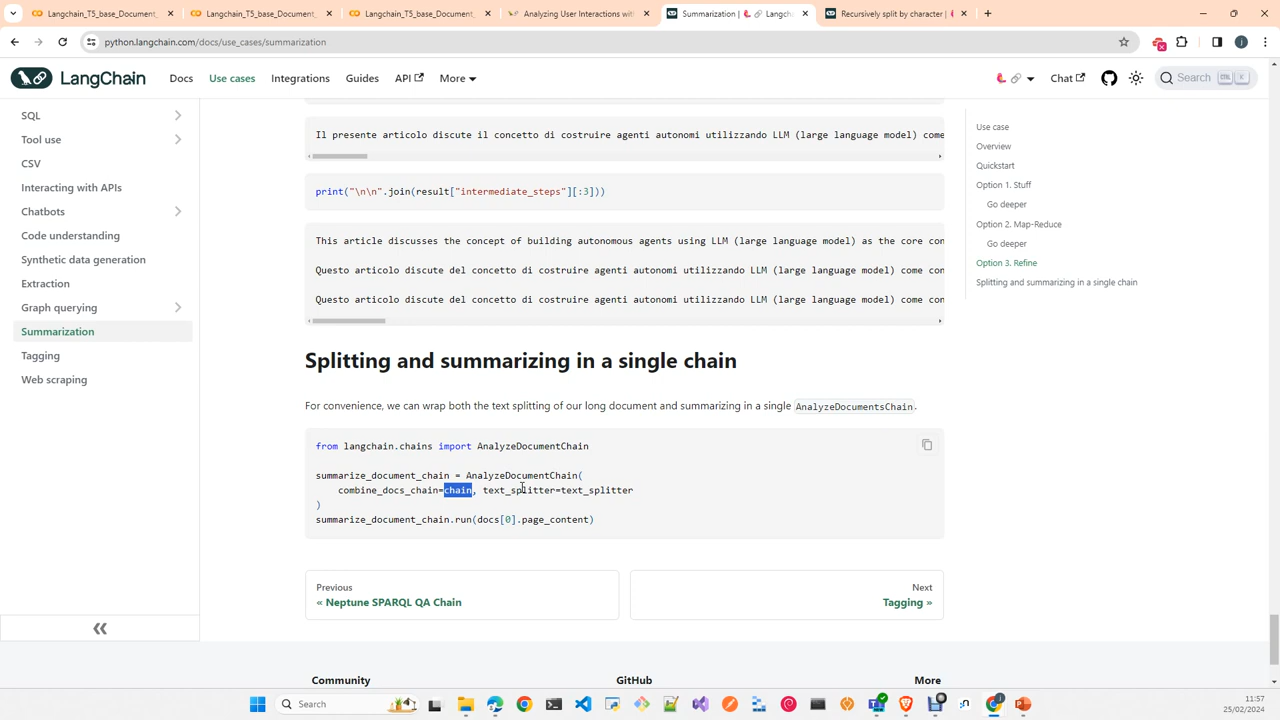 Langchain_T5_base_Document_
Langchain_T5_base_Document_
Langchain_T5_base_Document_
Analyzing User Interactions with
Summarization | Langch
Recursively split by character |
python.langchain.com/docs/use_cases/summarization
LangChain
Docs
Use cases
Integrations
Guides
API
More
Chat
Search
SQL
Tool use
CSV
Interacting with APIs
Chatbots
Code understanding
Synthetic data generation
Extraction
Graph querying
Summarization
Tagging
Web scraping
Il presente articolo discute il concetto di costruire agenti autonomi utilizzando LLM (large language model) come
print("\n\n".join(result["intermediate_steps"][:3]))
This article discusses the concept of building autonomous agents using LLM (large language model) as the core con
Questo articolo discute del concetto di costruire agenti autonomi utilizzando LLM (large language model) come con
Questo articolo discute del concetto di costruire agenti autonomi utilizzando LLM (large language model) come con
Splitting and summarizing in a single chain
For convenience, we can wrap both the text splitting of our long document and summarizing in a single AnalyzeDocumentsChain.
from langchain.chains import AnalyzeDocumentChain
summarize_document_chain = AnalyzeDocumentChain(
combine_docs_chain=chain, text_splitter=text_splitter
)
summarize_document_chain.run(docs[0].page_content)
Previous
« Neptune SPARQL QA Chain
Next
Tagging »
Community
GitHub
More
Use case
Overview
Quickstart
Option 1. Stuff
Go deeper
Option 2. Map-Reduce
Go deeper
Option 3. Refine
Splitting and summarizing in a single chain
Search
11:57
25/02/2024